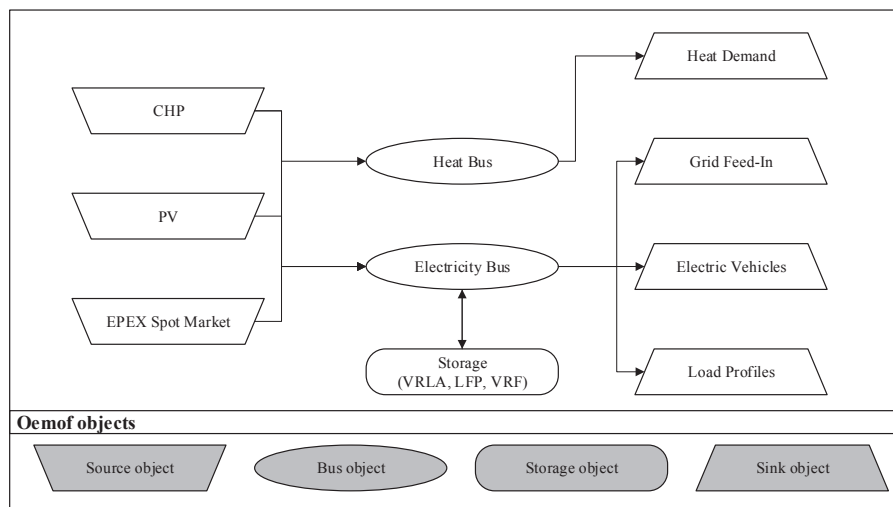 Heat Demand
CHP
Heat Bus
Grid Feed-In
PV
Electricity Bus
Electric Vehicles
EPEX Spot Market
Storage
(VRLA, LFP, VRF)
Load Profiles
Oemof objects
Source object
Bus object
Storage object
Sink object